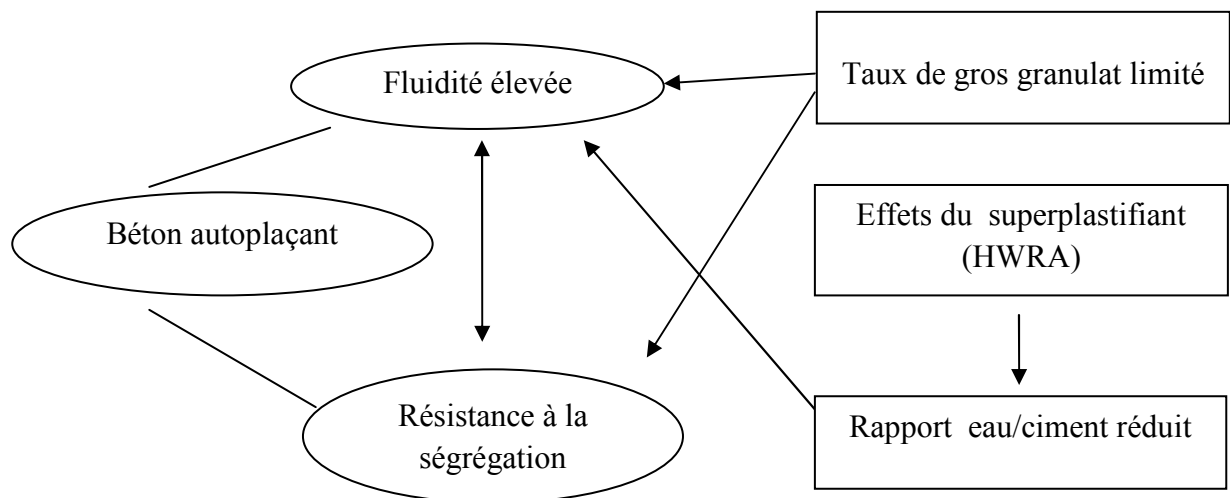 Fluidité élevée
Taux de gros granulat limité
Béton autoplaçant
Effets du superplastifiant
(HWRA)
Résistance à la
ségrégation
Rapport eau/ciment réduit